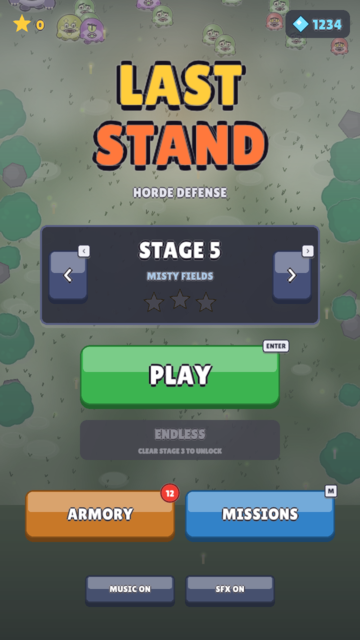 0
1234
LAST
STAND
HORDE DEFENSE
STAGE 5
MISTY FIELDS
ENTER
PLAY
ENDLESS
CLEAR STAGE 3 TO UNLOCK
12
M
ARMORY
MISSIONS
MUSIC ON
SFX ON